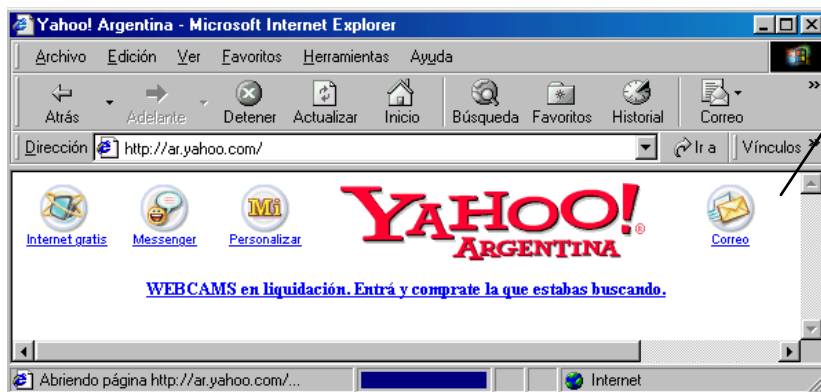 Yahoo! Argentina - Microsoft Internet Explorer
Archivo Edición Ver Favoritos Herramientas Ayuda
Atrás Adelante Detener Actualizar Inicio Búsqueda Favoritos Historial Correo »
Dirección http://ar.yahoo.com/ Ir a Vínculos »
Mi YAHOO! ®
ARGENTINA
Internet gratis Messenger Personalizar Correo
WEBCAMS en liquidación. Entrá y comprate la que estabas buscando.
Abriendo página http://ar.yahoo.com/... Internet